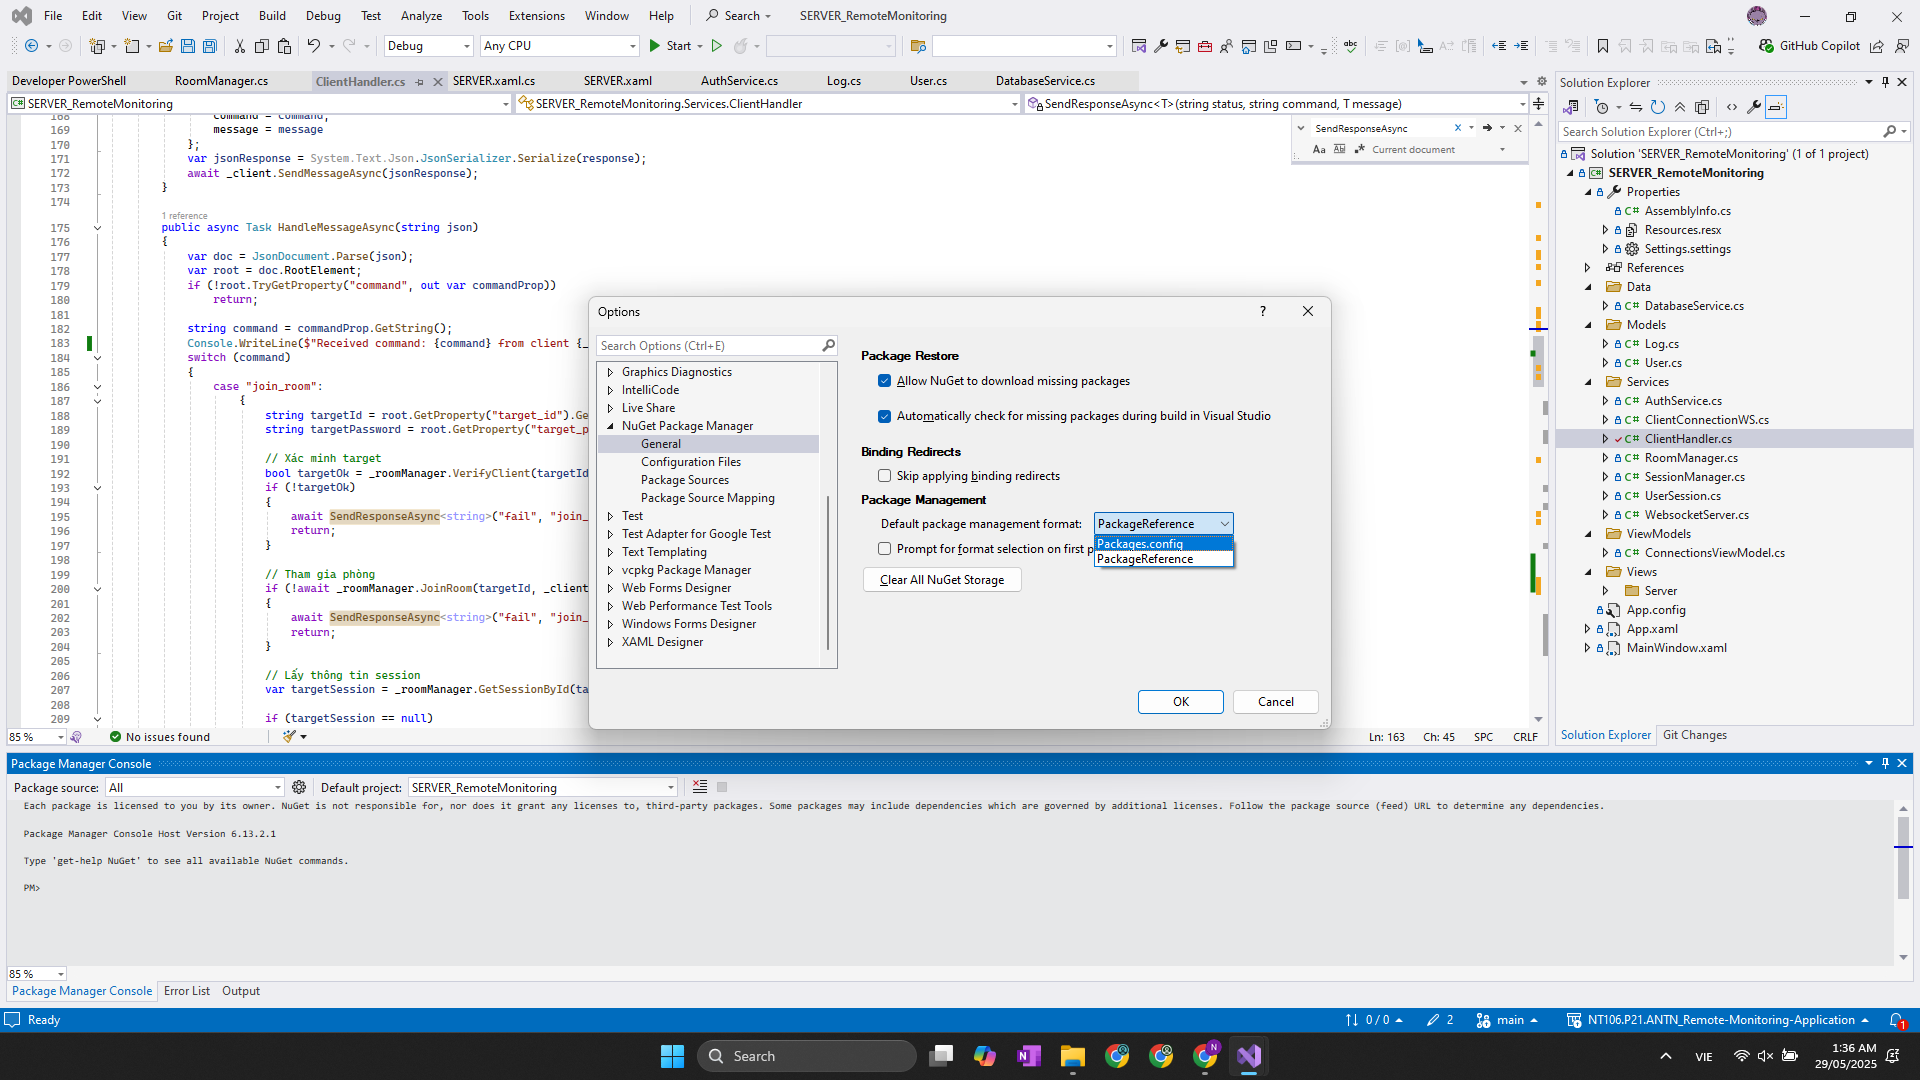 File Edit View Git Project Build Debug Test Analyze Tools Extensions Window Help Search SERVER_RemoteMonitoring
Debug Any CPU Start GitHub Copilot
Developer PowerShell RoomManager.cs ClientHandler.cs SERVER.xaml.cs SERVER.xaml AuthService.cs Log.cs User.cs DatabaseService.cs
C# SERVER_RemoteMonitoring SERVER_RemoteMonitoring.Services.ClientHandler SendResponseAsync<T>(string status, string command, T message)
168 command = command,
169 message = message
170 };
171 var jsonResponse = System.Text.Json.JsonSerializer.Serialize(response);
172 await _client.SendMessageAsync(jsonResponse);
173 }
174
1 reference
175 public async Task HandleMessageAsync(string json)
176 {
177 var doc = JsonDocument.Parse(json);
178 var root = doc.RootElement;
179 if (!root.TryGetProperty("command", out var commandProp))
180 return;
181
182 string command = commandProp.GetString();
183 Console.WriteLine($"Received command: {command} from client {_
184 switch (command)
185 {
186 case "join_room":
187 {
188 string targetId = root.GetProperty("target_id").Ge
189 string targetPassword = root.GetProperty("target_p
190
191 // Xác minh target
192 bool targetOk = _roomManager.VerifyClient(targetId
193 if (!targetOk)
194 {
195 await SendResponseAsync<string>("fail", "join_
196 return;
197 }
198
199 // Tham gia phòng
200 if (!await _roomManager.JoinRoom(targetId, _client
201 {
202 await SendResponseAsync<string>("fail", "join_
203 return;
204 }
205
206 // Lấy thông tin session
207 var targetSession = _roomManager.GetSessionById(ta
208
209 if (targetSession == null)
SendResponseAsync
Aa Current document
85 % No issues found Ln: 163 Ch: 45 SPC CRLF
Options
Search Options (Ctrl+E)
Graphics Diagnostics
IntelliCode
Live Share
NuGet Package Manager
General
Configuration Files
Package Sources
Package Source Mapping
Test
Test Adapter for Google Test
Text Templating
vcpkg Package Manager
Web Forms Designer
Web Performance Test Tools
Windows Forms Designer
XAML Designer
Package Restore
Allow NuGet to download missing packages
Automatically check for missing packages during build in Visual Studio
Binding Redirects
Skip applying binding redirects
Package Management
Default package management format: PackageReference
Packages.config
PackageReference
Prompt for format selection on first p
Clear All NuGet Storage
OK Cancel
Solution Explorer
Search Solution Explorer (Ctrl+;)
Solution 'SERVER_RemoteMonitoring' (1 of 1 project)
C# SERVER_RemoteMonitoring
Properties
C# AssemblyInfo.cs
Resources.resx
Settings.settings
References
Data
C# DatabaseService.cs
Models
C# Log.cs
C# User.cs
Services
C# AuthService.cs
C# ClientConnectionWS.cs
C# ClientHandler.cs
C# RoomManager.cs
C# SessionManager.cs
C# UserSession.cs
C# WebsocketServer.cs
ViewModels
C# ConnectionsViewModel.cs
Views
Server
App.config
App.xaml
MainWindow.xaml
Solution Explorer Git Changes
Package Manager Console
Package source: All Default project: SERVER_RemoteMonitoring
Each package is licensed to you by its owner. NuGet is not responsible for, nor does it grant any licenses to, third-party packages. Some packages may include dependencies which are governed by additional licenses. Follow the package source (feed) URL to determine any dependencies.
Package Manager Console Host Version 6.13.2.1
Type 'get-help NuGet' to see all available NuGet commands.
PM>
85 %
Package Manager Console Error List Output
Ready 0 / 0 2 main NT106.P21.ANTN_Remote-Monitoring-Application 1
Search N VIE 1:36 AM
29/05/2025